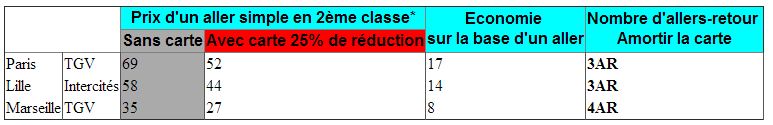 Prix d'un aller simple en 2ème classe* Economie Nombre d'allers-retour
Sans carte Avec carte 25% de réduction sur la base d'un aller Amortir la carte
Paris TGV 69 52 17 3AR
Lille Intercités 58 44 14 3AR
Marseille TGV 35 27 8 4AR